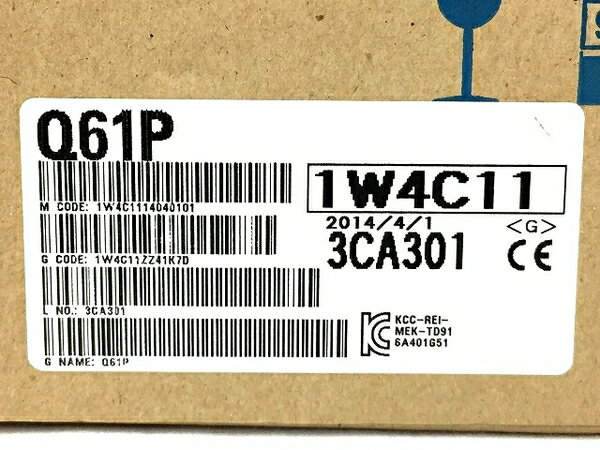 Q61P
M CODE: 1W4C1114040101
1W4C11
2014/4/1
<G>
G CODE: 1W4C11ZZ41K7D
3CA301
CE
L NO.: 3CA301
KCC-REI-
MEK-TD91
6A401G51
G NAME: Q61P